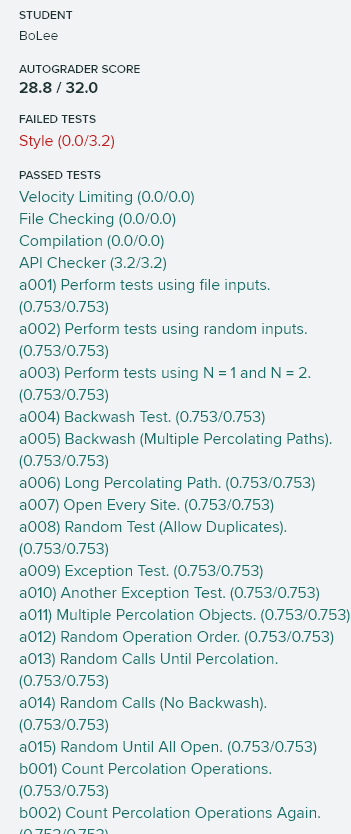 STUDENT
BoLee
AUTOGRADER SCORE
28.8 / 32.0
FAILED TESTS
Style (0.0/3.2)
PASSED TESTS
Velocity Limiting (0.0/0.0)
File Checking (0.0/0.0)
Compilation (0.0/0.0)
API Checker (3.2/3.2)
a001) Perform tests using file inputs.
(0.753/0.753)
a002) Perform tests using random inputs.
(0.753/0.753)
a003) Perform tests using N = 1 and N = 2.
(0.753/0.753)
a004) Backwash Test. (0.753/0.753)
a005) Backwash (Multiple Percolating Paths).
(0.753/0.753)
a006) Long Percolating Path. (0.753/0.753)
a007) Open Every Site. (0.753/0.753)
a008) Random Test (Allow Duplicates).
(0.753/0.753)
a009) Exception Test. (0.753/0.753)
a010) Another Exception Test. (0.753/0.753)
a011) Multiple Percolation Objects. (0.753/0.753)
a012) Random Operation Order. (0.753/0.753)
a013) Random Calls Until Percolation.
(0.753/0.753)
a014) Random Calls (No Backwash).
(0.753/0.753)
a015) Random Until All Open. (0.753/0.753)
b001) Count Percolation Operations.
(0.753/0.753)
b002) Count Percolation Operations Again.
(0.753/0.753)